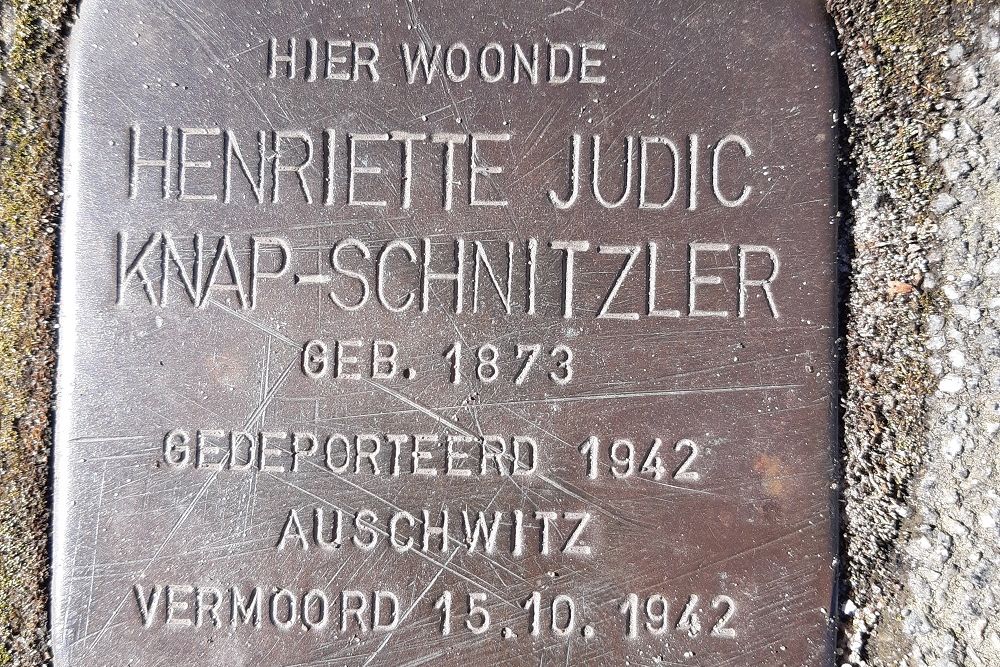 HIER WOONDE
HENRIETTE JUDIC
KNAP-SCHNITZLER
GEB. 1873
GEDEPORTEERD 1942
AUSCHWITZ
VERMOORD 15.10.1942